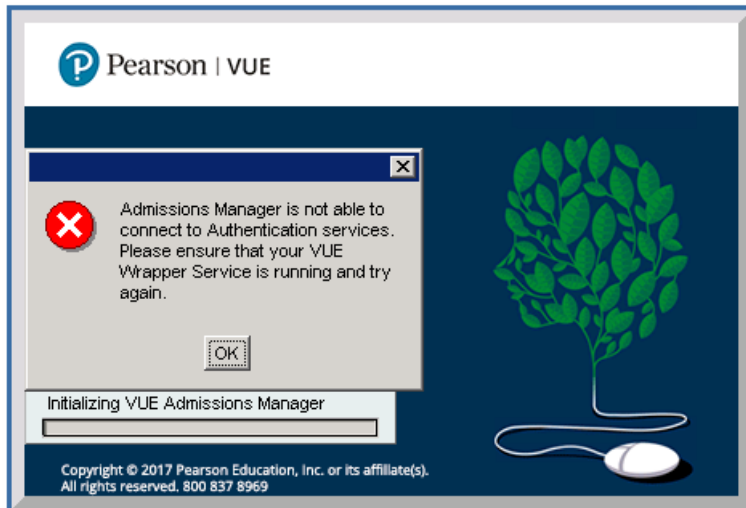 Pearson | VUE
Admissions Manager is not able to
connect to Authentication services.
Please ensure that your VUE
Wrapper Service is running and try
again.
OK
Initializing VUE Admissions Manager
Copyright © 2017 Pearson Education, Inc. or its affiliate(s).
All rights reserved. 800 837 8969